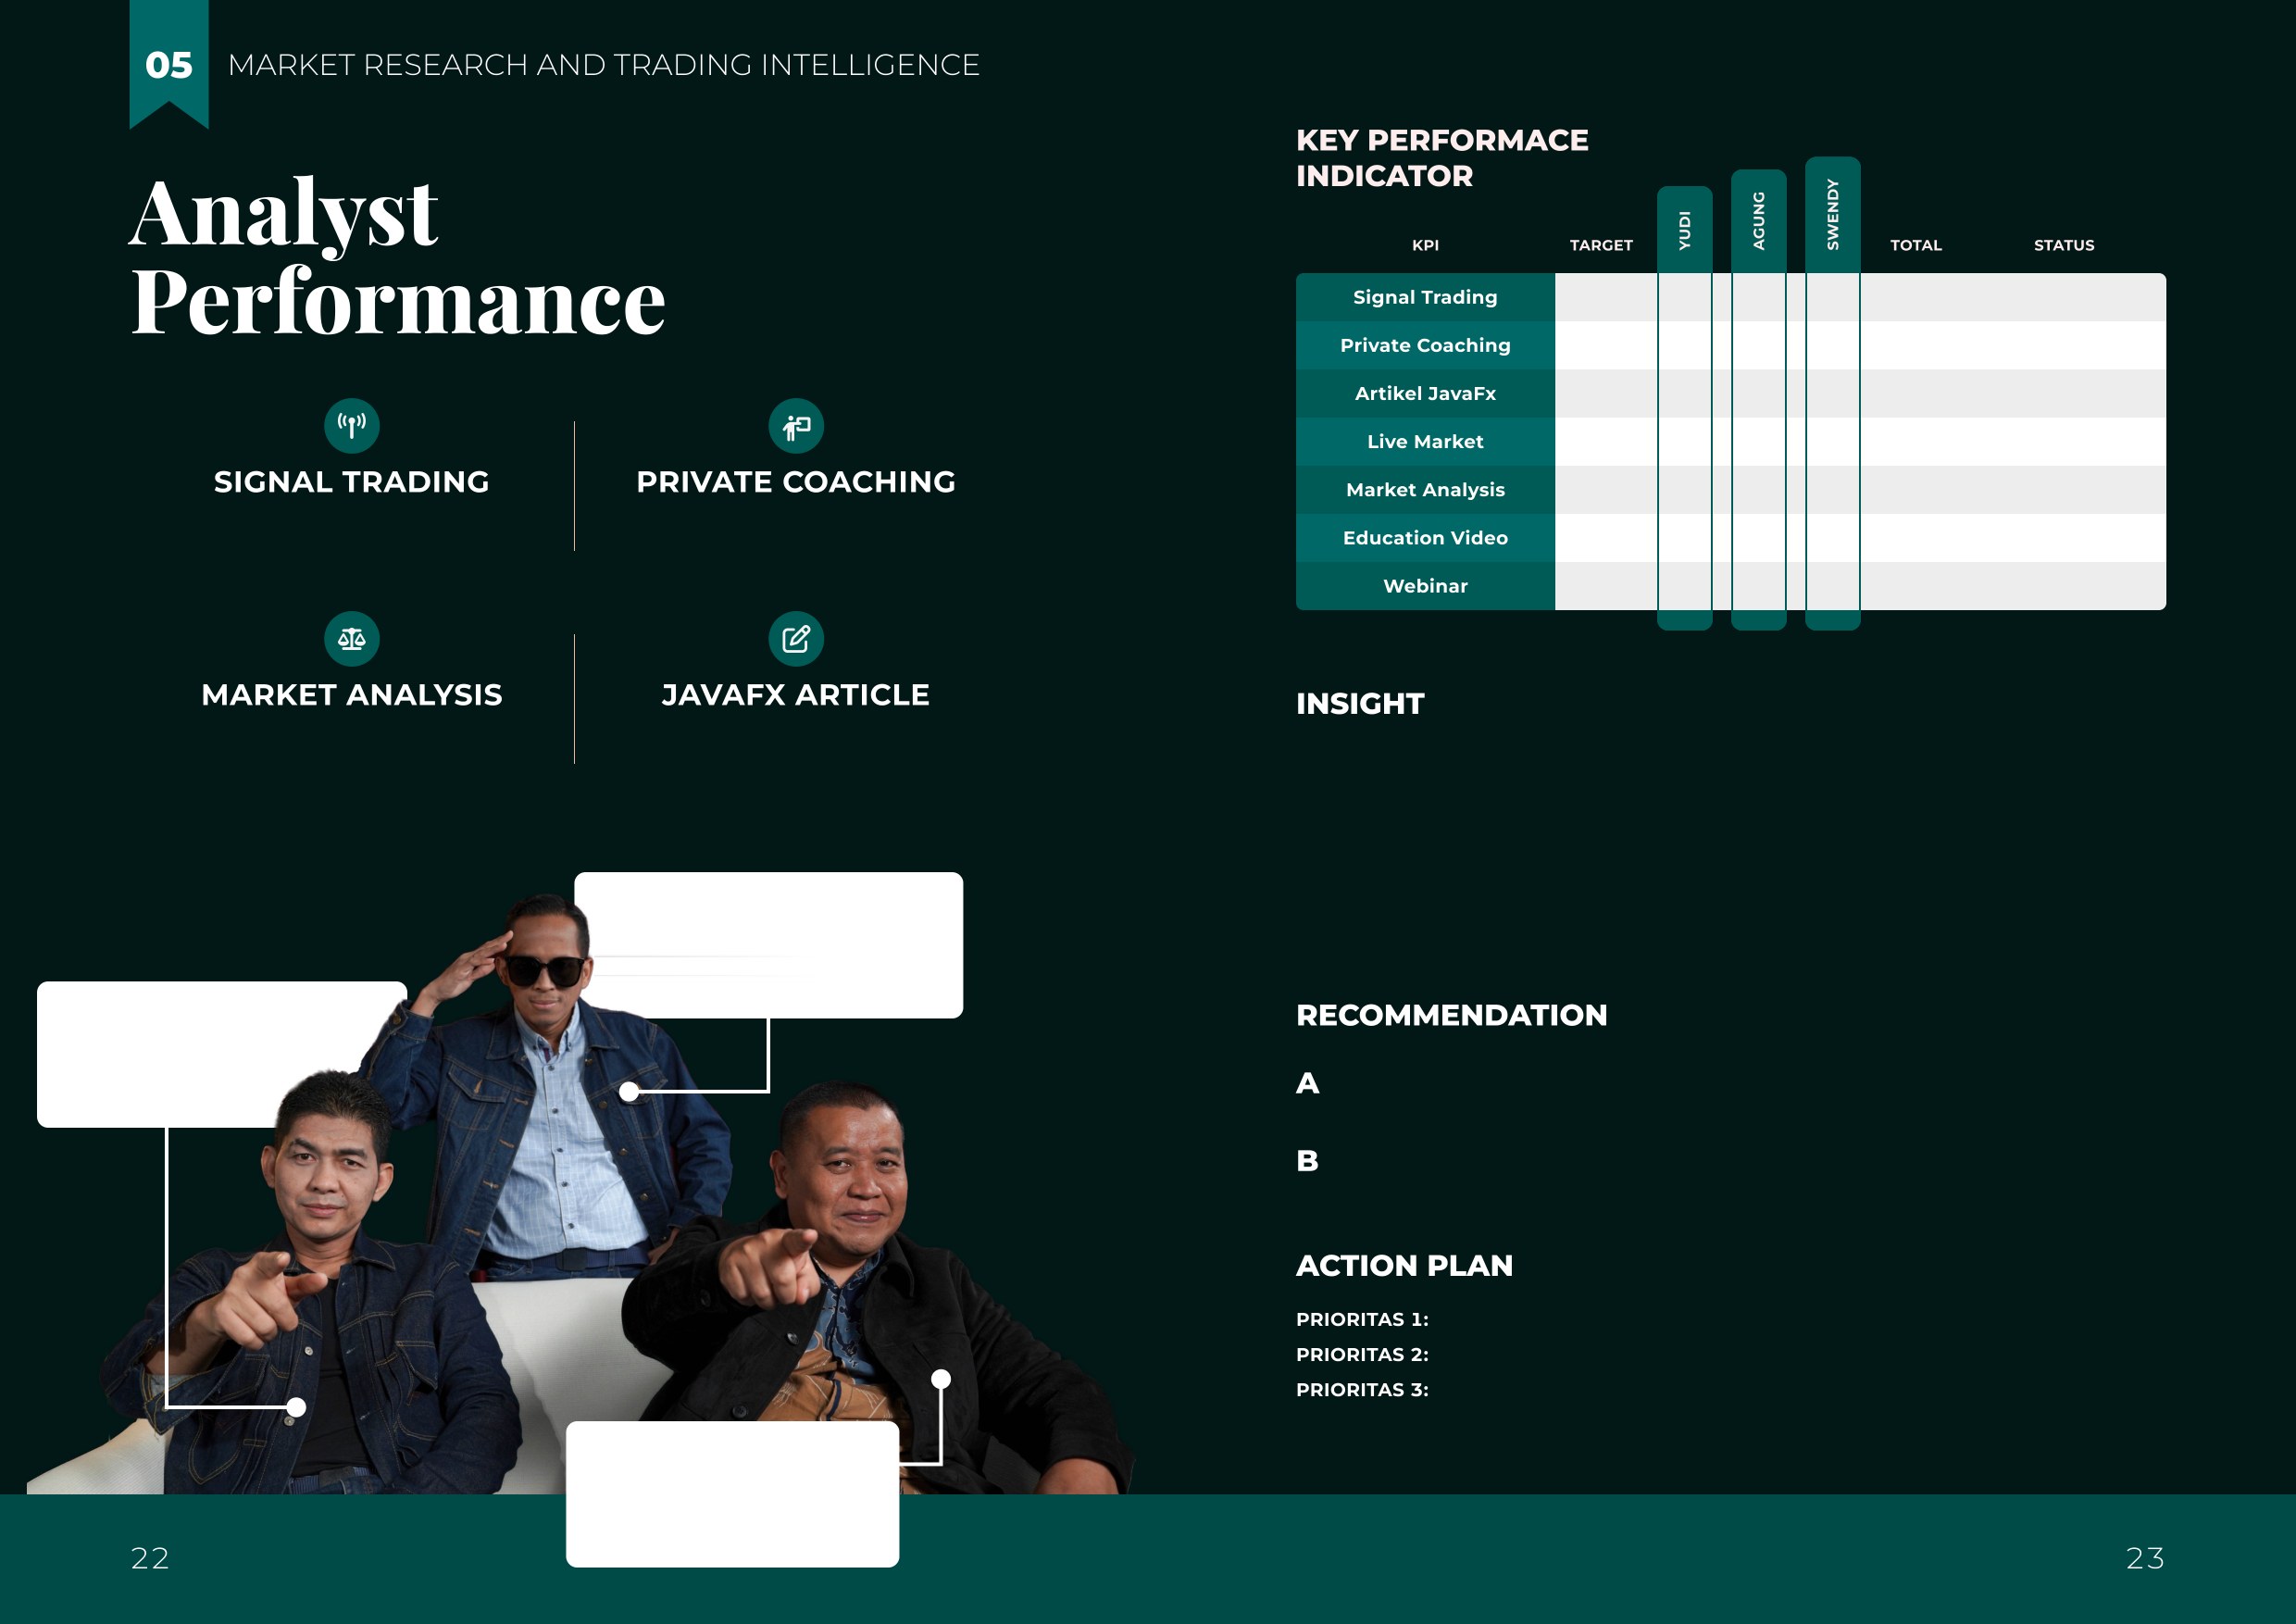 05
MARKET RESEARCH AND TRADING INTELLIGENCE
Analyst
Performance
SIGNAL TRADING
PRIVATE COACHING
MARKET ANALYSIS
JAVAFX ARTICLE
22
KEY PERFORMACE
INDICATOR
KPI
TARGET
YUDI
AGUNG
SWENDY
TOTAL
STATUS
Signal Trading
Private Coaching
Artikel JavaFx
Live Market
Market Analysis
Education Video
Webinar
INSIGHT
RECOMMENDATION
A
B
ACTION PLAN
PRIORITAS 1:
PRIORITAS 2:
PRIORITAS 3:
23